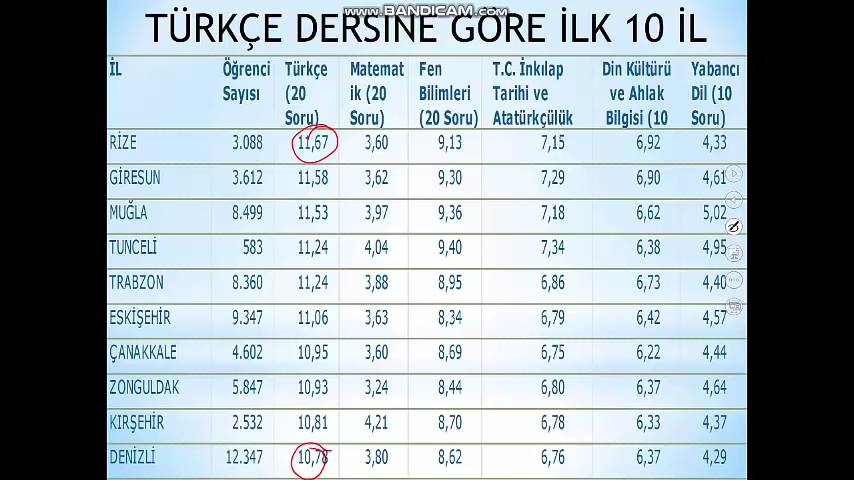 WWW.BANDICAM.COM
TÜRKÇE DERSİNE GÖRE İLK 10 İL
İL Öğrenci Sayısı Türkçe (20 Soru) Matematik (20 Soru) Fen Bilimleri (20 Soru) T.C. İnkılap Tarihi ve Atatürkçülük Din Kültürü ve Ahlak Bilgisi (10 Yabancı Dil (10 Soru)
RİZE 3.088 11,67 3,60 9,13 7,15 6,92 4,33
GİRESUN 3.612 11,58 3,62 9,30 7,29 6,90 4,61
MUĞLA 8.499 11,53 3,97 9,36 7,18 6,62 5,02
TUNCELİ 583 11,24 4,04 9,40 7,34 6,38 4,95
TRABZON 8.360 11,24 3,88 8,95 6,86 6,73 4,40
ESKİŞEHİR 9.347 11,06 3,63 8,34 6,79 6,42 4,57
ÇANAKKALE 4.602 10,95 3,60 8,69 6,75 6,22 4,44
ZONGULDAK 5.847 10,93 3,24 8,44 6,80 6,37 4,64
KIRŞEHİR 2.532 10,81 4,21 8,70 6,78 6,33 4,37
DENİZLİ 12.347 10,78 3,80 8,62 6,76 6,37 4,29